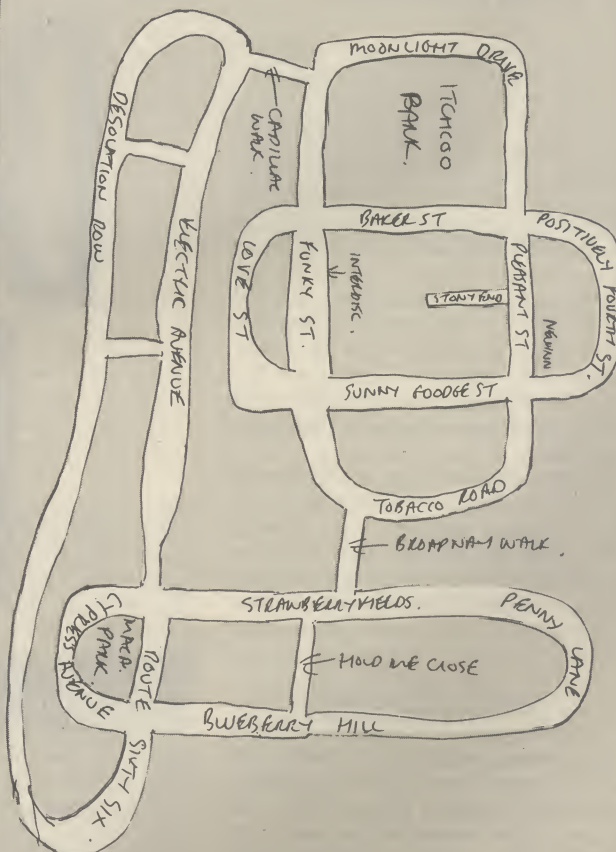 MOONLIGHT DRIVE
ITCHCOO
PARK.
CADILLAC
WALK.
DESOLATION ROW
ELECTRIC AVENUE
BAKER ST
POSITIVELY FOURTH ST.
LOVE ST
FUNKY ST.
INTERDISC.
PLEASANT ST
STONY END
SUNNY GOODGE ST
TOBACCO ROAD
BROADWAY WALK.
STRAWBERRY FIELDS.
PENNY LANE
CYPRESS AVENUE
PARK.
ROUTE
SIXTY SIX.
HOLD ME CLOSE
BLUEBERRY HILL